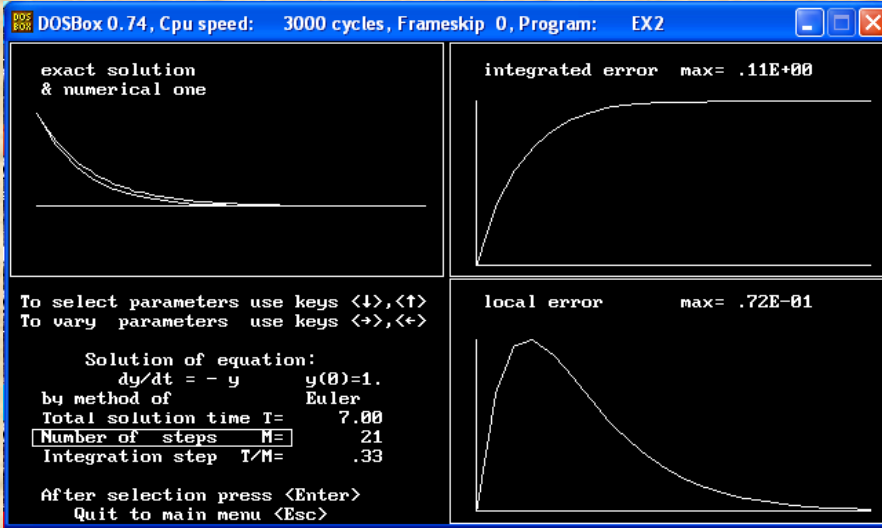 DOSBox 0.74, Cpu speed: 3000 cycles, Frameskip 0, Program: EX2
exact solution
& numerical one
integrated error max= .11E+00
To select parameters use keys <↓>,<↑>
To vary parameters use keys <→>,<←>
Solution of equation:
dy/dt = - y y(0)=1.
by method of Euler
Total solution time T= 7.00
Number of steps M= 21
Integration step T/M= .33
After selection press <Enter>
Quit to main menu <Esc>
local error max= .72E-01